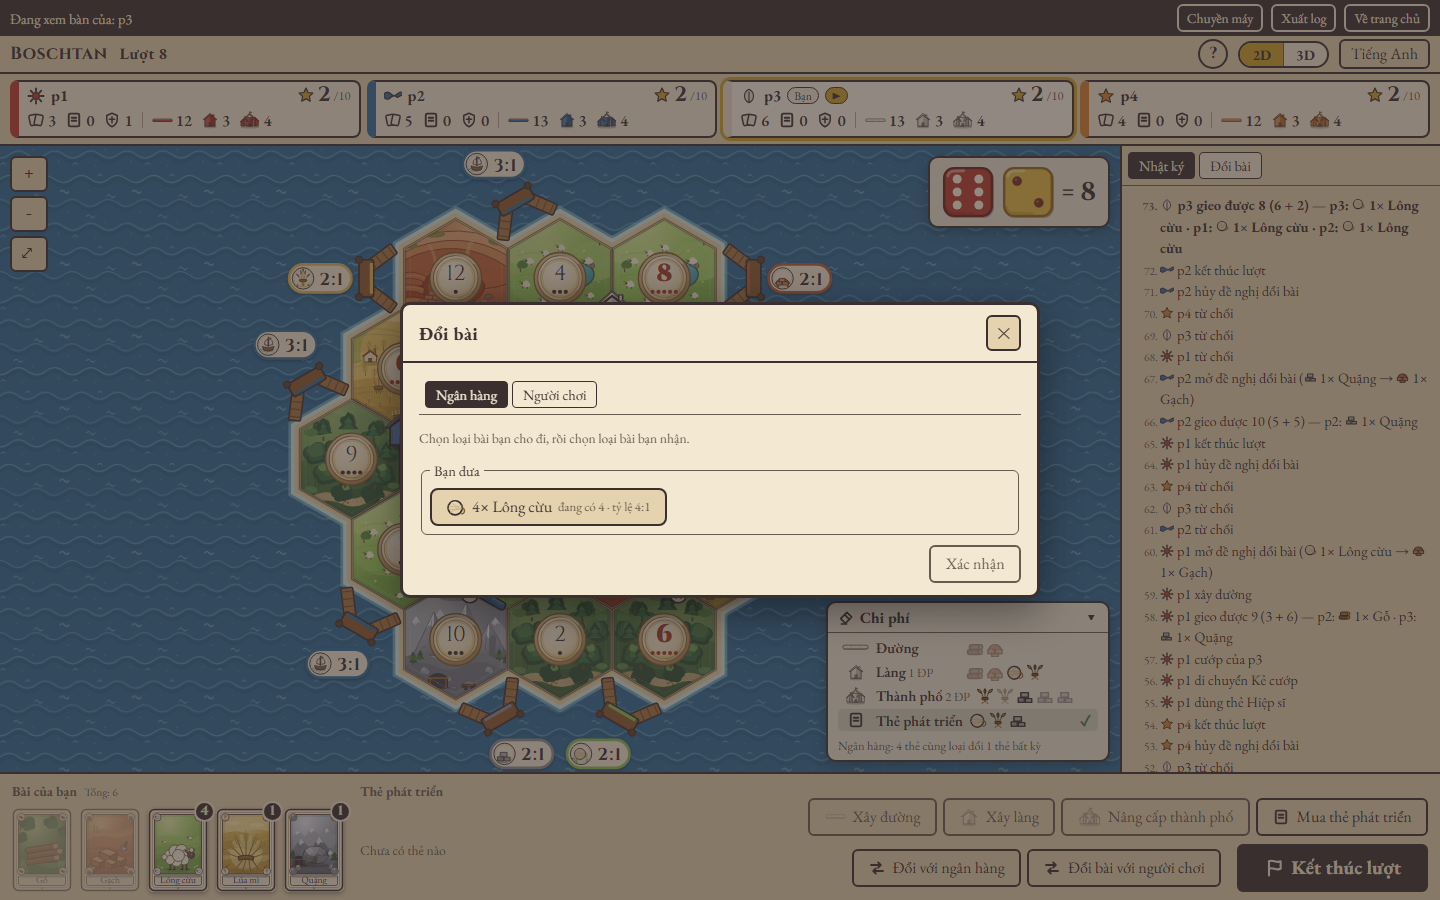 Đang xem bàn của: p3
Chuyền máy
Xuất log
Về trang chủ
BOSCHTAN Lượt 8
?
2D 3D
Tiếng Anh
p1 2 /10
3 0 1 12 3 4
p2 2 /10
5 0 0 13 3 4
p3 Bạn 2 /10
6 0 0 13 3 4
p4 2 /10
4 0 0 12 3 4
+
-
3:1
= 8
2:1
12
4
8
2:1
3:1
9
10
2
6
3:1
2:1
2:1
Đổi bài
Ngân hàng
Người chơi
Chọn loại bài bạn cho đi, rồi chọn loại bài bạn nhận.
Bạn đưa
4× Lông cừu đang có 4 · tỷ lệ 4:1
Xác nhận
Chi phí
Đường
Làng 1 ĐP
Thành phố 2 ĐP
Thẻ phát triển
Ngân hàng: 4 thẻ cùng loại đổi 1 thẻ bất kỳ
Nhật ký
Đổi bài
73. p3 gieo được 8 (6 + 2) — p3: 1× Lông
cừu · p1: 1× Lông cừu · p2: 1× Lông
cừu
72. p2 kết thúc lượt
71. p2 hủy đề nghị đổi bài
70. p4 từ chối
69. p3 từ chối
68. p1 từ chối
67. p2 mở đề nghị đổi bài ( 1× Quặng → 1×
Gạch)
66. p2 gieo được 10 (5 + 5) — p2: 1× Quặng
65. p1 kết thúc lượt
64. p1 hủy đề nghị đổi bài
63. p4 từ chối
62. p3 từ chối
61. p2 từ chối
60. p1 mở đề nghị đổi bài ( 1× Lông cừu →
1× Gạch)
59. p1 xây đường
58. p1 gieo được 9 (3 + 6) — p2: 1× Gỗ · p3:
1× Quặng
57. p1 cướp của p3
56. p1 di chuyển Kẻ cướp
55. p1 dùng thẻ Hiệp sĩ
54. p4 kết thúc lượt
53. p4 hủy đề nghị đổi bài
52. p3 từ chối
Bài của bạn Tổng: 6
4 1 1
Gỗ Gạch Lông cừu Lúa mì Quặng
Thẻ phát triển
Chưa có thẻ nào
Xây đường
Xây làng
Nâng cấp thành phố
Mua thẻ phát triển
Đổi với ngân hàng
Đổi bài với người chơi
Kết thúc lượt